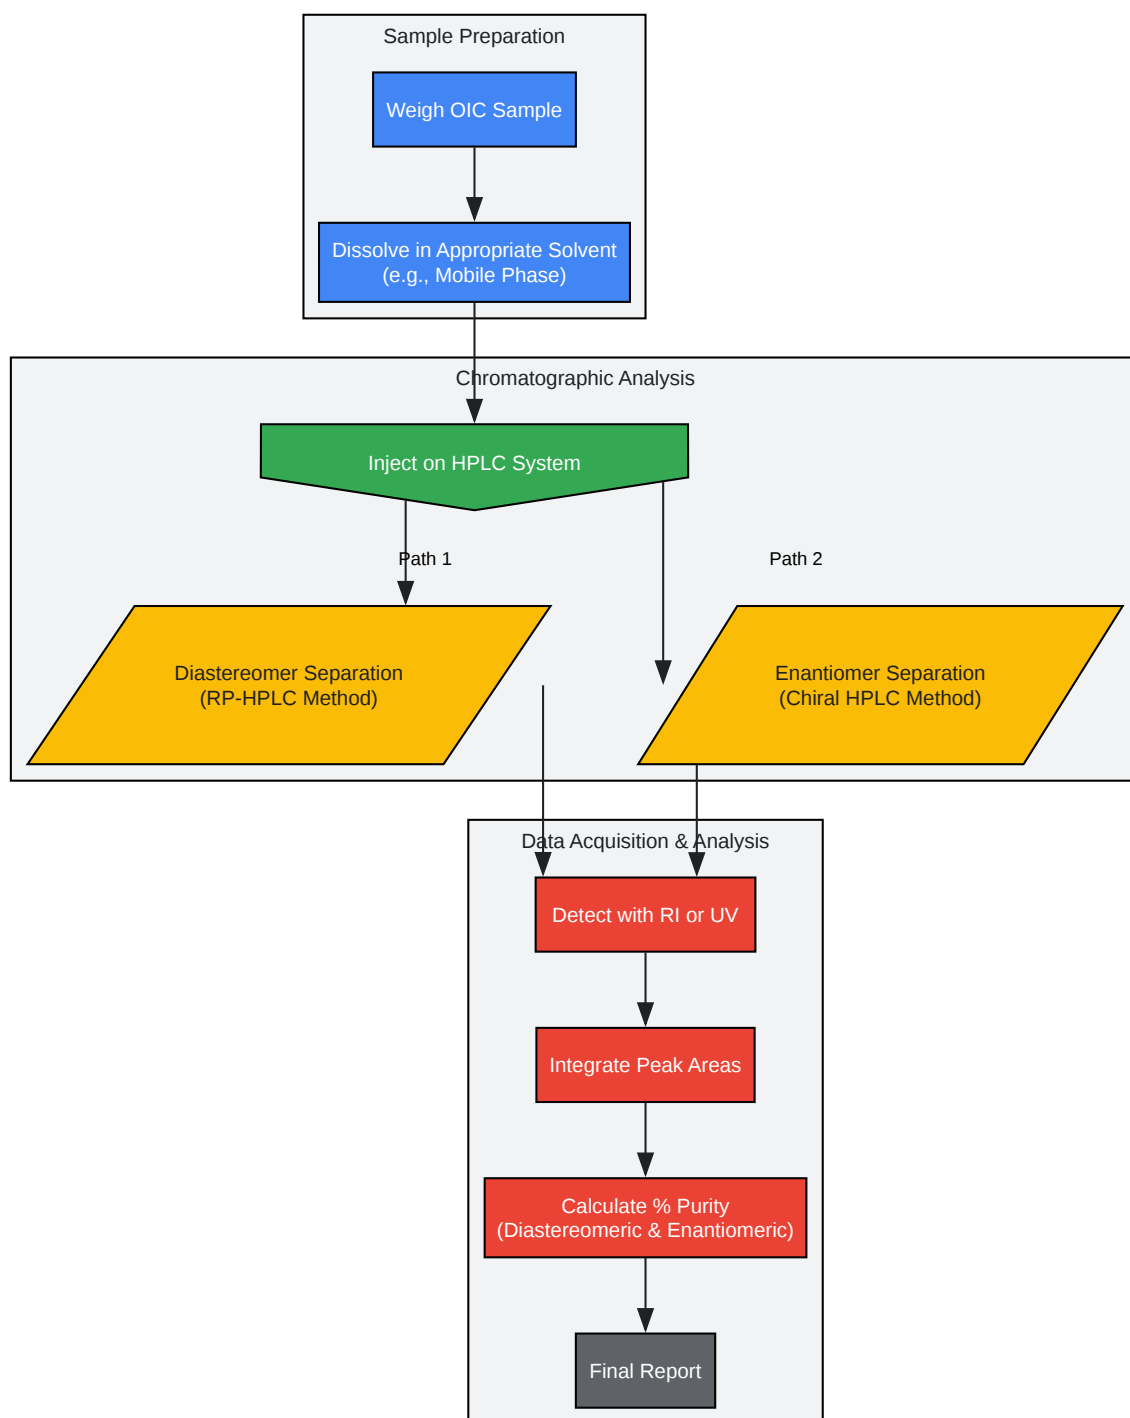 Sample Preparation
Weigh OIC Sample
Dissolve in Appropriate Solvent
(e.g., Mobile Phase)
Chromatographic Analysis
Inject on HPLC System
Path 1
Path 2
Diastereomer Separation
(RP-HPLC Method)
Enantiomer Separation
(Chiral HPLC Method)
Data Acquisition & Analysis
Detect with RI or UV
Integrate Peak Areas
Calculate % Purity
(Diastereomeric & Enantiomeric)
Final Report